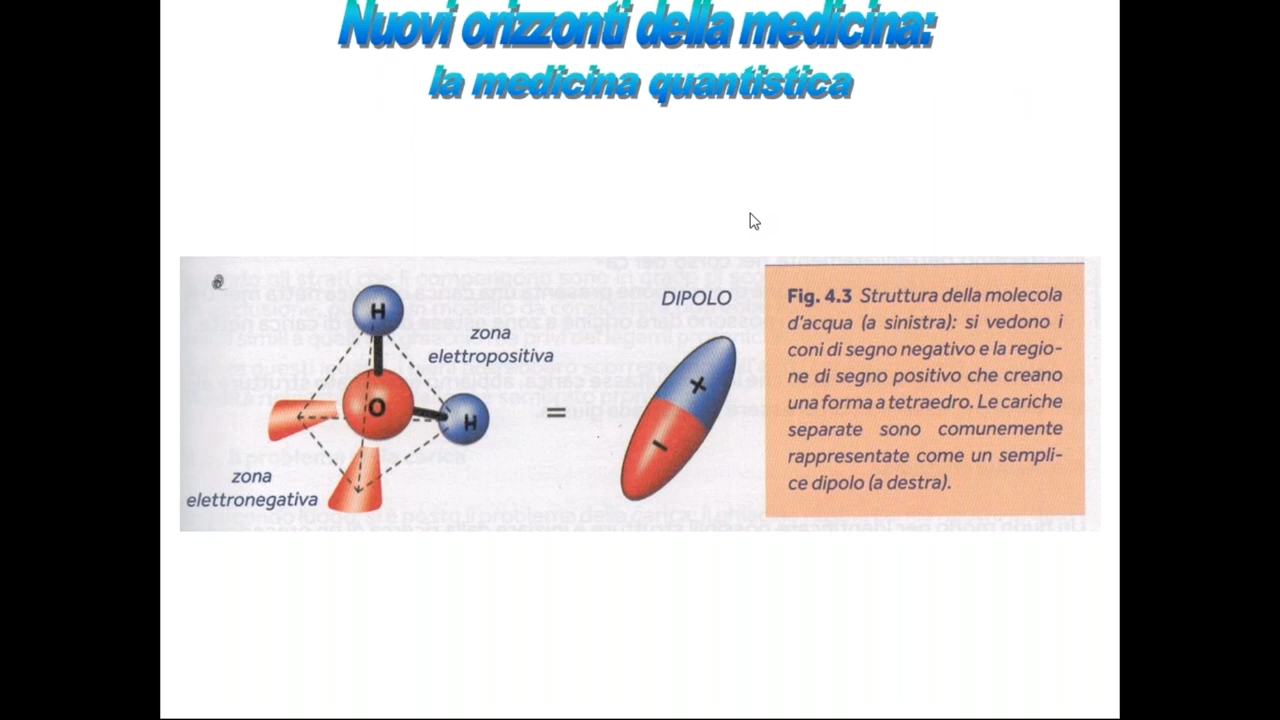 Nuovi orizzonti della medicina:
la medicina quantistica
H
O
H
zona
elettropositiva
zona
elettronegativa
=
DIPOLO
+
−
Fig. 4.3 Struttura della molecola
d'acqua (a sinistra): si vedono i
coni di segno negativo e la regio-
ne di segno positivo che creano
una forma a tetraedro. Le cariche
separate sono comunemente
rappresentate come un sempli-
ce dipolo (a destra).